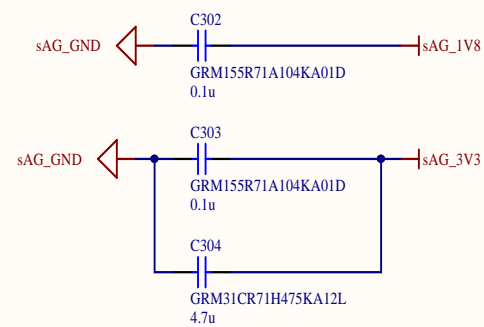 C302
sAG_GND
sAG_1V8
GRM155R71A104KA01D
0.1u
C303
sAG_GND
sAG_3V3
GRM155R71A104KA01D
0.1u
C304
GRM31CR71H475KA12L
4.7u